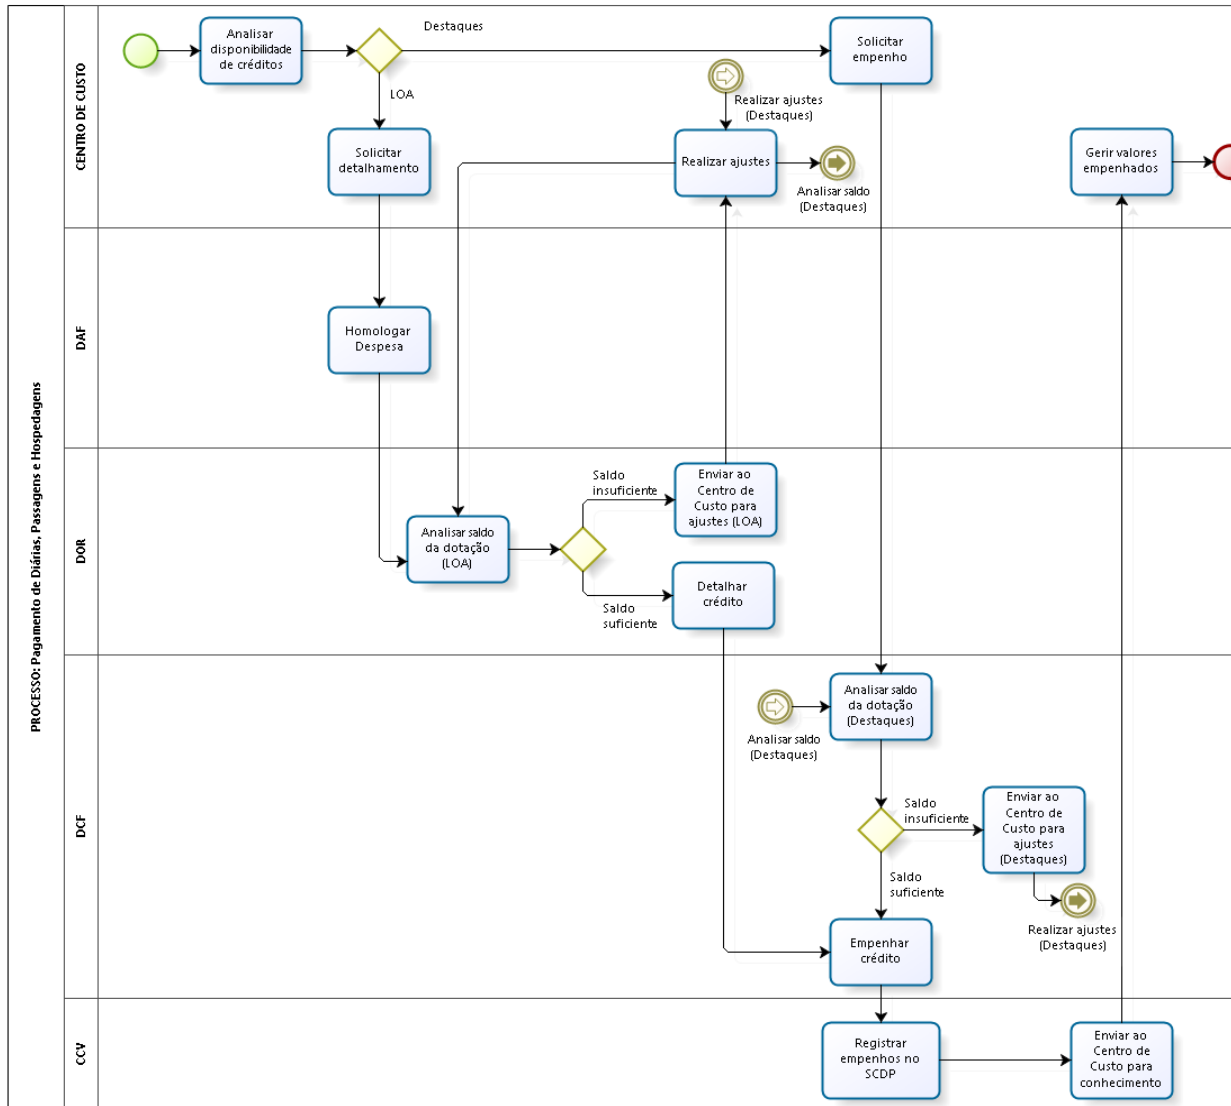 PROCESSO: Pagamento de Diárias, Passagens e Hospedagens
CENTRO DE CUSTO
Analisar
disponibilidade
de créditos
Destaques
LOA
Solicitar
empenho
Realizar ajustes
(Destaques)
Solicitar
detalhamento
Realizar ajustes
Analisar saldo
(Destaques)
Gerir valores
empenhados
DAF
Homologar
Despesa
DOR
Analisar saldo
da dotação
(LOA)
Saldo
insuficiente
Enviar ao
Centro de
Custo para
ajustes (LOA)
Saldo
suficiente
Detalhar
crédito
DCF
Analisar saldo
(Destaques)
Analisar saldo
da dotação
(Destaques)
Saldo
insuficiente
Enviar ao
Centro de
Custo para
ajustes
(Destaques)
Saldo
suficiente
Realizar ajustes
(Destaques)
Empenhar
crédito
CCV
Registrar
empenhos no
SCDP
Enviar ao
Centro de
Custo para
conhecimento